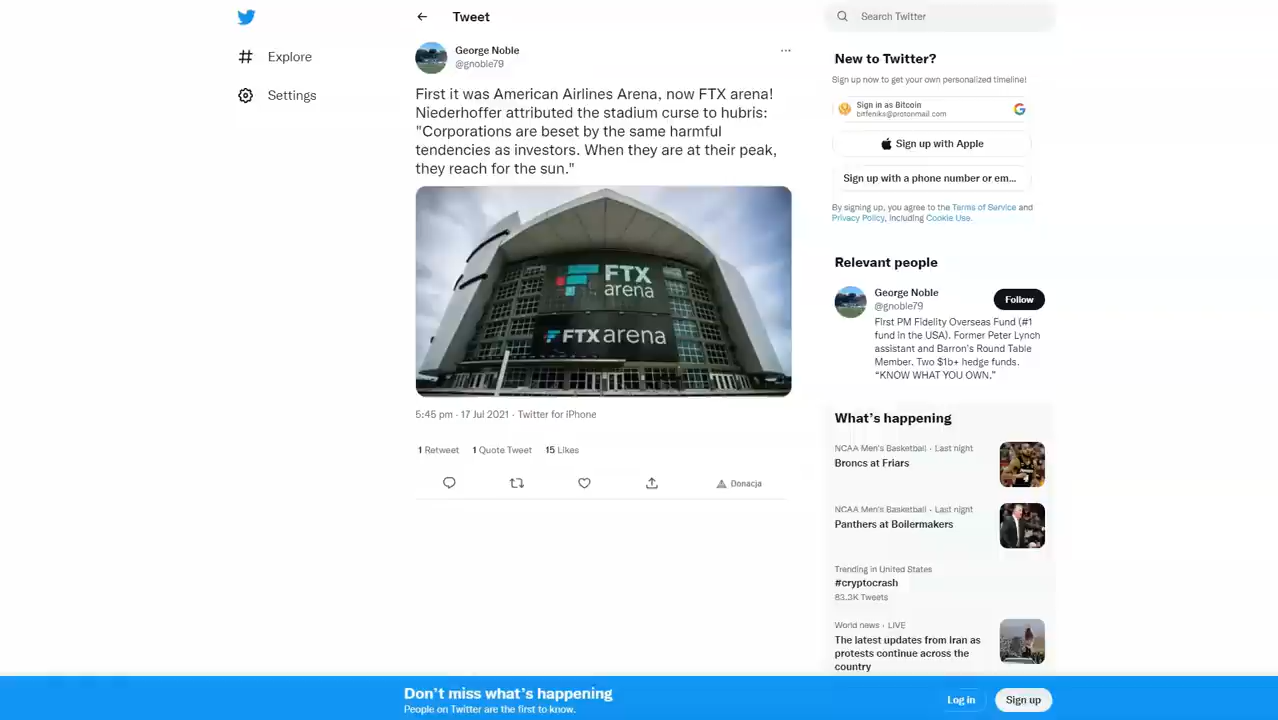 Tweet
Search Twitter
Explore
Settings
George Noble
@gnoble79
First it was American Airlines Arena, now FTX arena!
Niederhoffer attributed the stadium curse to hubris:
"Corporations are beset by the same harmful
tendencies as investors. When they are at their peak,
they reach for the sun."
FTX
arena
FTX arena
5:45 pm · 17 Jul 2021 · Twitter for iPhone
1 Retweet 1 Quote Tweet 15 Likes
Donacja
New to Twitter?
Sign up now to get your own personalized timeline!
Sign in as Bitcoin
bitfeniks@protonmail.com
Sign up with Apple
Sign up with a phone number or em...
By signing up, you agree to the Terms of Service and
Privacy Policy, including Cookie Use.
Relevant people
George Noble
@gnoble79
Follow
First PM Fidelity Overseas Fund (#1
fund in the USA). Former Peter Lynch
assistant and Barron's Round Table
Member. Two $1b+ hedge funds.
“KNOW WHAT YOU OWN.”
What’s happening
NCAA Men's Basketball · Last night
Broncs at Friars
NCAA Men's Basketball · Last night
Panthers at Boilermakers
Trending in United States
#cryptocrash
83.3K Tweets
World news · LIVE
The latest updates from Iran as
protests continue across the
country
Don’t miss what’s happening
People on Twitter are the first to know.
Log in
Sign up